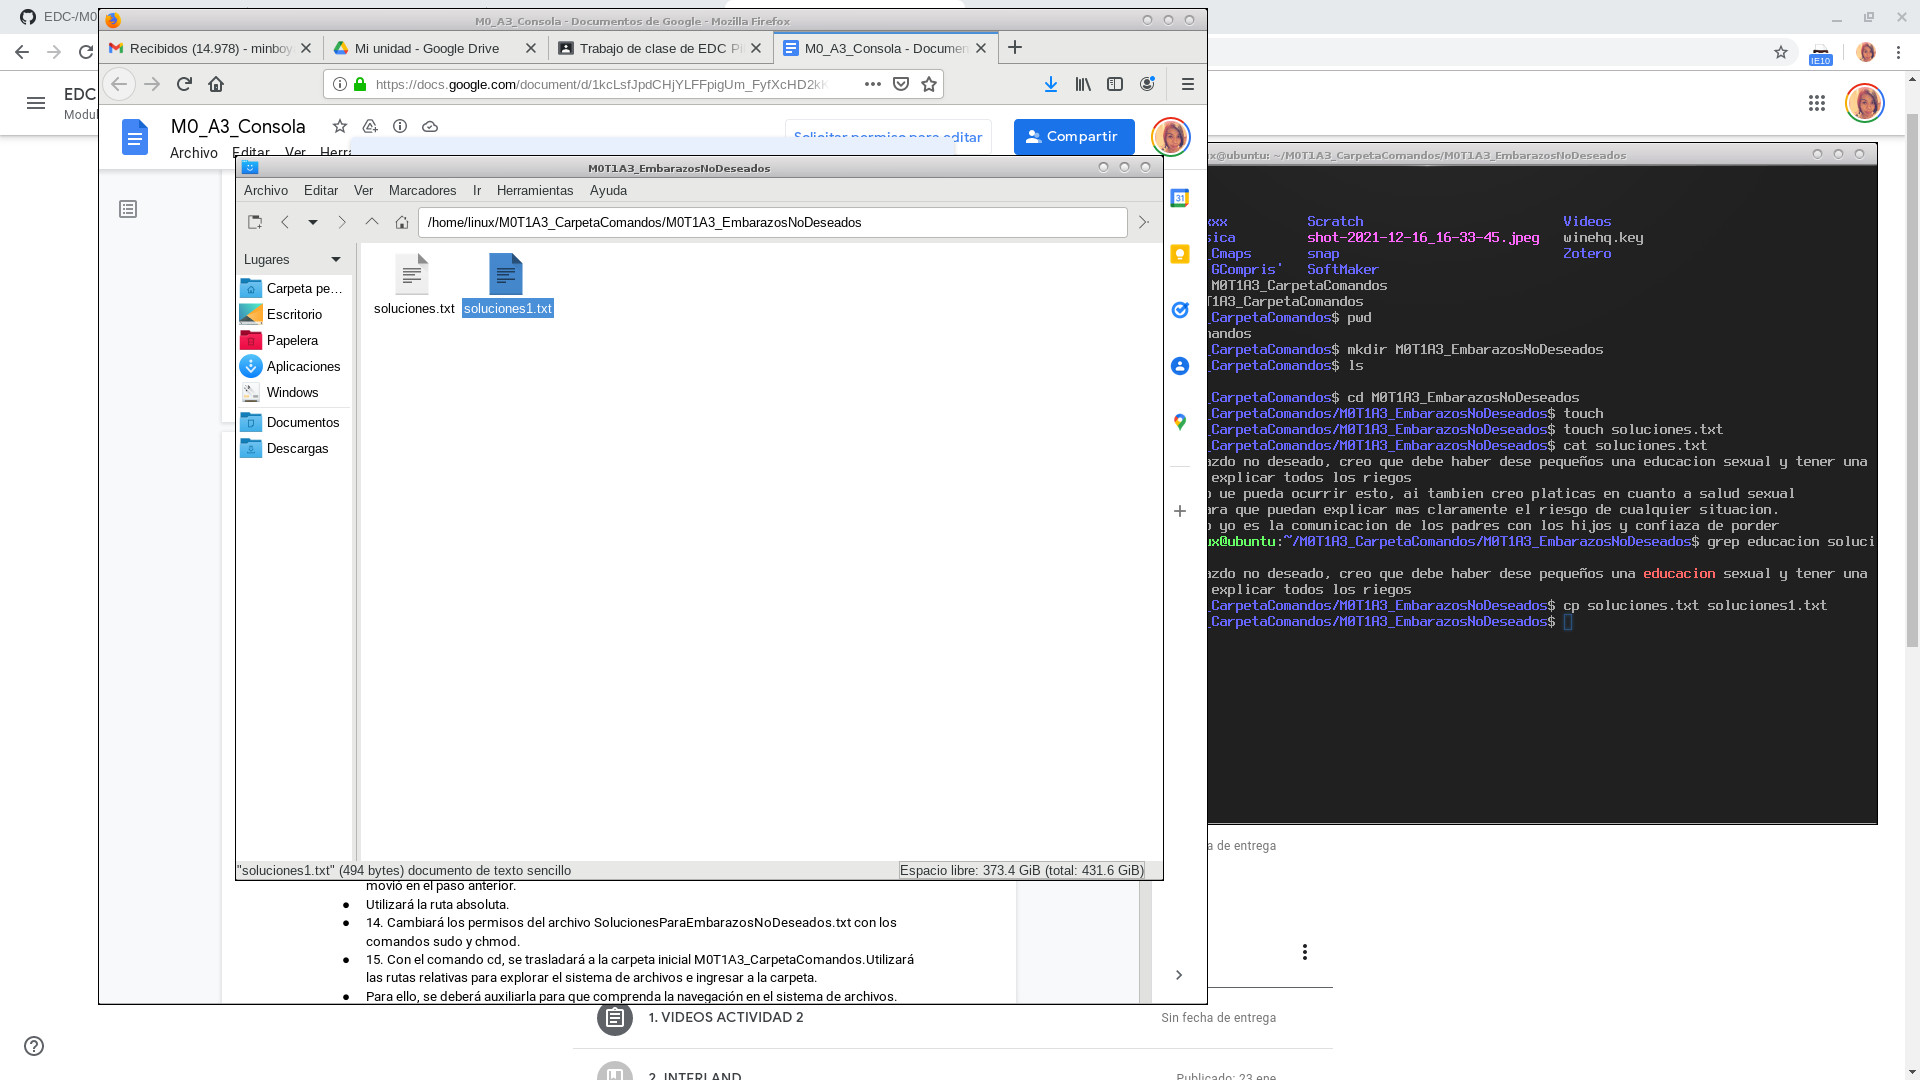 EDC-/M0
M0_A3_Consola - Documentos de Google - Mozilla Firefox
Recibidos (14.978) - minboy
Mi unidad - Google Drive
Trabajo de clase de EDC
M0_A3_Consola - Documen
https://docs.google.com/document/d/1kcLsfJpdCHjYLFFpigUm_FyfXcHD2kK
IE10
EDC
Modul
M0_A3_Consola
Solicitar permiso para editar
Compartir
Archivo Editar Ver Herra
M0T1A3_EmbarazosNoDeseados
Archivo Editar Ver Marcadores Ir Herramientas Ayuda
/home/linux/M0T1A3_CarpetaComandos/M0T1A3_EmbarazosNoDeseados
Lugares
Carpeta pe...
Escritorio
Papelera
Aplicaciones
Windows
Documentos
Descargas
soluciones.txt
soluciones1.txt
"soluciones1.txt" (494 bytes) documento de texto sencillo
Espacio libre: 373.4 GiB (total: 431.6 GiB)
31
ux@ubuntu: ~/M0T1A3_CarpetaComandos/M0T1A3_EmbarazosNoDeseados
xxx Scratch Videos
sica shot-2021-12-16_16-33-45.jpeg winehq.key
_Cmaps snap Zotero
GCompris' SoftMaker
M0T1A3_CarpetaComandos
T1A3_CarpetaComandos
_CarpetaComandos$ pwd
mandos
_CarpetaComandos$ mkdir M0T1A3_EmbarazosNoDeseados
_CarpetaComandos$ ls
_CarpetaComandos$ cd M0T1A3_EmbarazosNoDeseados
_CarpetaComandos/M0T1A3_EmbarazosNoDeseados$ touch
_CarpetaComandos/M0T1A3_EmbarazosNoDeseados$ touch soluciones.txt
_CarpetaComandos/M0T1A3_EmbarazosNoDeseados$ cat soluciones.txt
azdo no deseado, creo que debe haber dese pequeños una educacion sexual y tener una
explicar todos los riegos
o ue pueda ocurrir esto, ai tambien creo platicas en cuanto a salud sexual
ara que puedan explicar mas claramente el riesgo de cualquier situacion.
o yo es la comunicacion de los padres con los hijos y confiaza de porder
ux@ubuntu:~/M0T1A3_CarpetaComandos/M0T1A3_EmbarazosNoDeseados$ grep educacion soluci
azdo no deseado, creo que debe haber dese pequeños una educacion sexual y tener una
explicar todos los riegos
_CarpetaComandos/M0T1A3_EmbarazosNoDeseados$ cp soluciones.txt soluciones1.txt
_CarpetaComandos/M0T1A3_EmbarazosNoDeseados$
movió en el paso anterior.
● Utilizará la ruta absoluta.
● 14. Cambiará los permisos del archivo SolucionesParaEmbarazosNoDeseados.txt con los
comandos sudo y chmod.
● 15. Con el comando cd, se trasladará a la carpeta inicial M0T1A3_CarpetaComandos.Utilizará
las rutas relativas para explorar el sistema de archivos e ingresar a la carpeta.
● Para ello, se deberá auxiliarla para que comprenda la navegación en el sistema de archivos.
a de entrega
1. VIDEOS ACTIVIDAD 2
Sin fecha de entrega
2. INTERLAND
Publicado: 23 ene